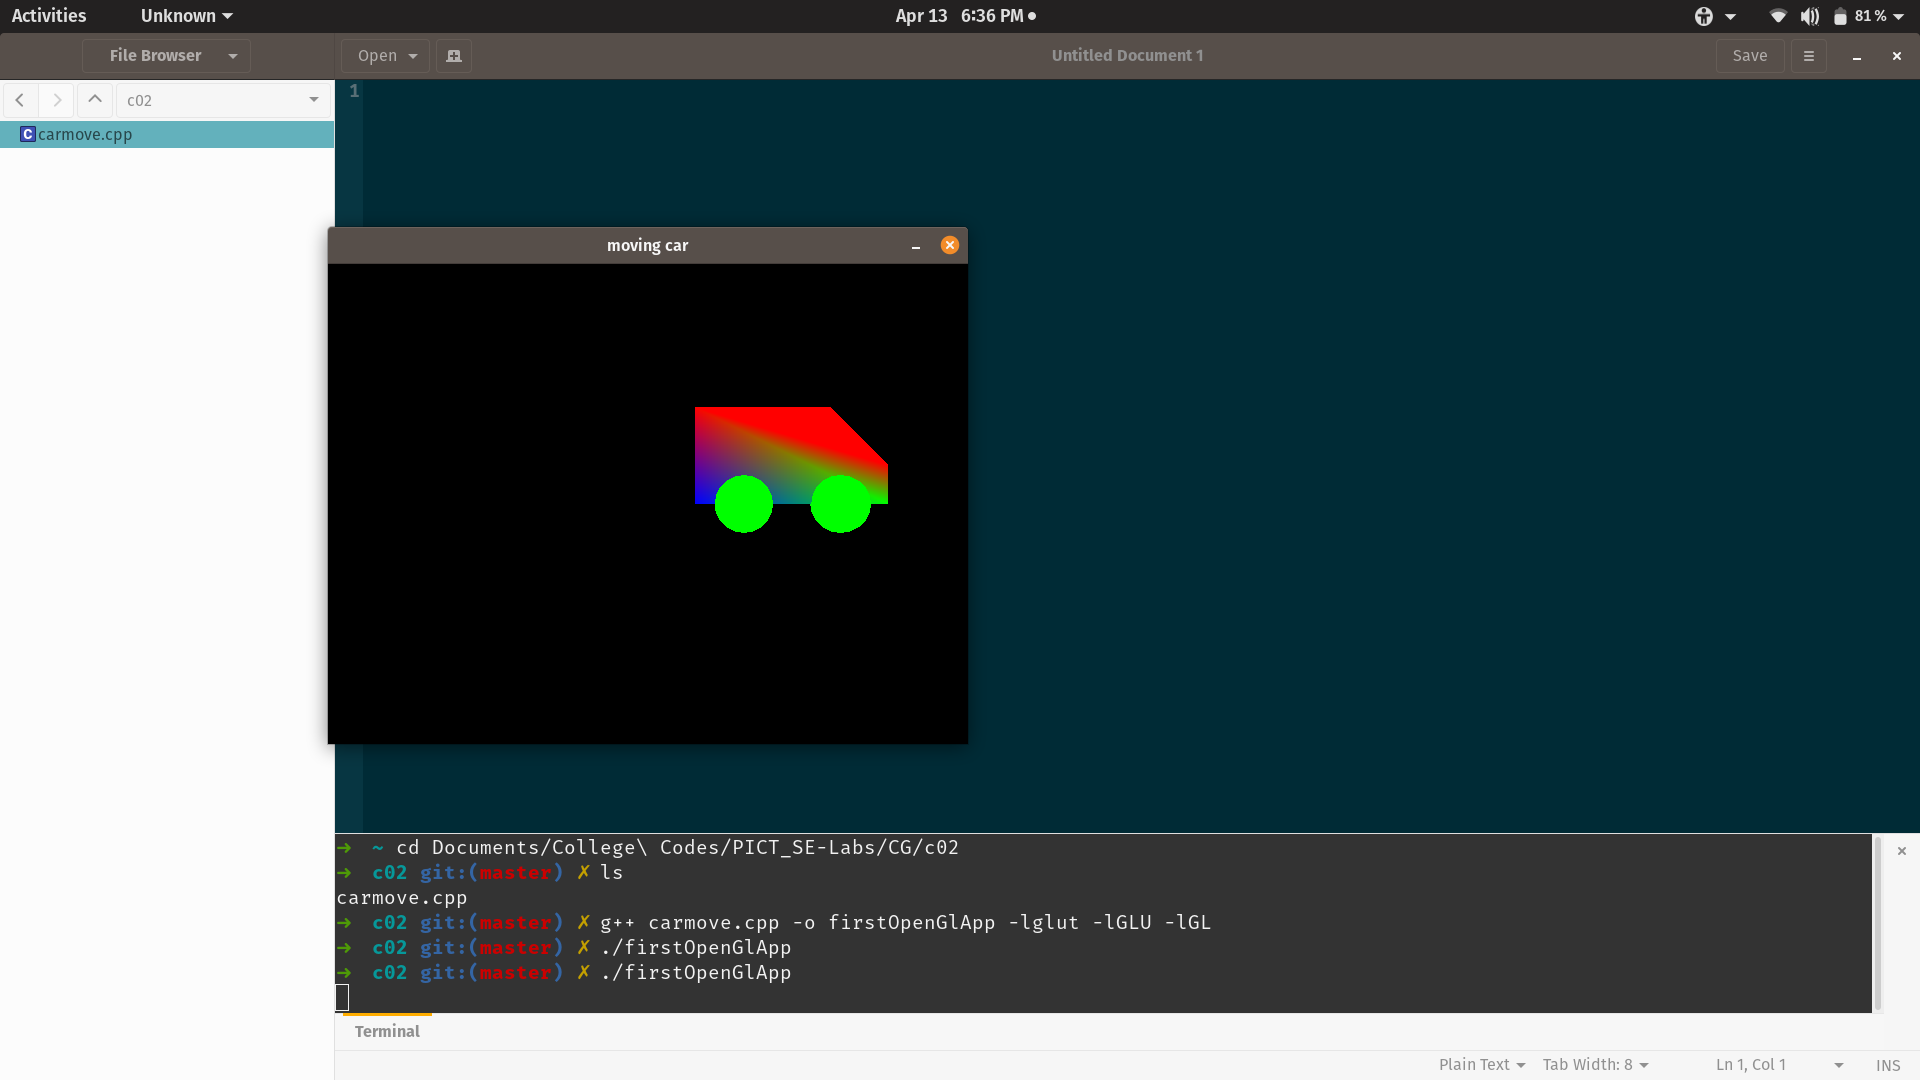 Activities Unknown Apr 13 6:36 PM 81 %
File Browser Open Untitled Document 1 Save
c02
1
C carmove.cpp
moving car
➜ ~ cd Documents/College\ Codes/PICT_SE-Labs/CG/c02
➜ c02 git:(master) ✗ ls
carmove.cpp
➜ c02 git:(master) ✗ g++ carmove.cpp -o firstOpenGlApp -lglut -lGLU -lGL
➜ c02 git:(master) ✗ ./firstOpenGlApp
➜ c02 git:(master) ✗ ./firstOpenGlApp
Terminal
Plain Text Tab Width: 8 Ln 1, Col 1 INS